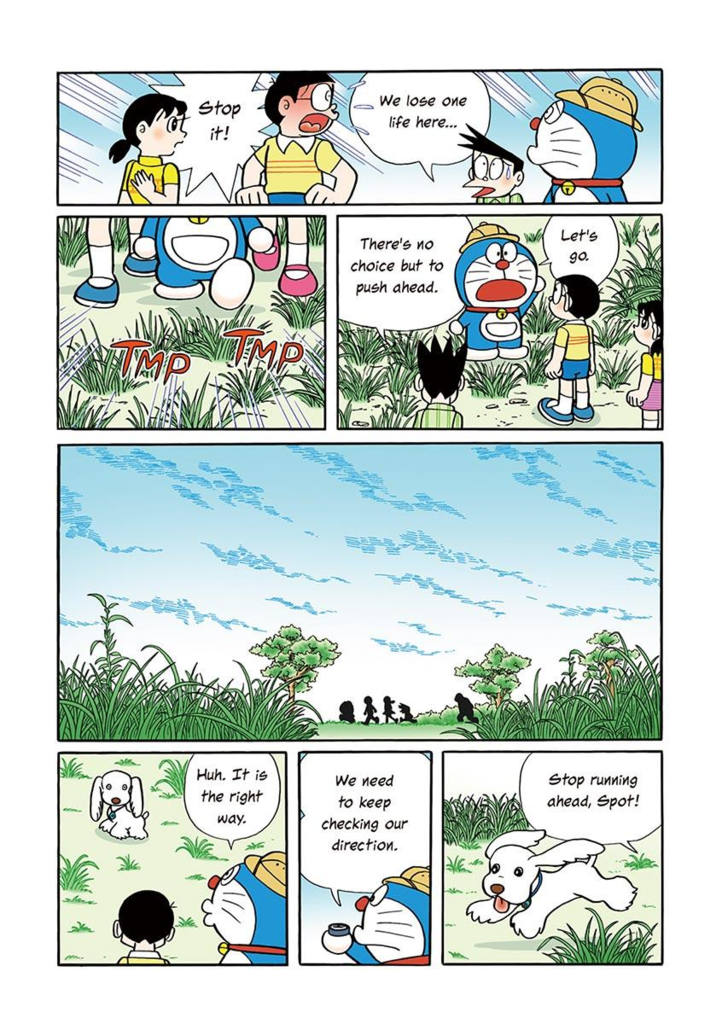 Stop
it!
We lose one
life here...
TMP
TMP
There's no
choice but to
push ahead.
Let's
go.
Huh. It is
the right
way.
We need
to keep
checking our
direction.
Stop running
ahead, Spot!